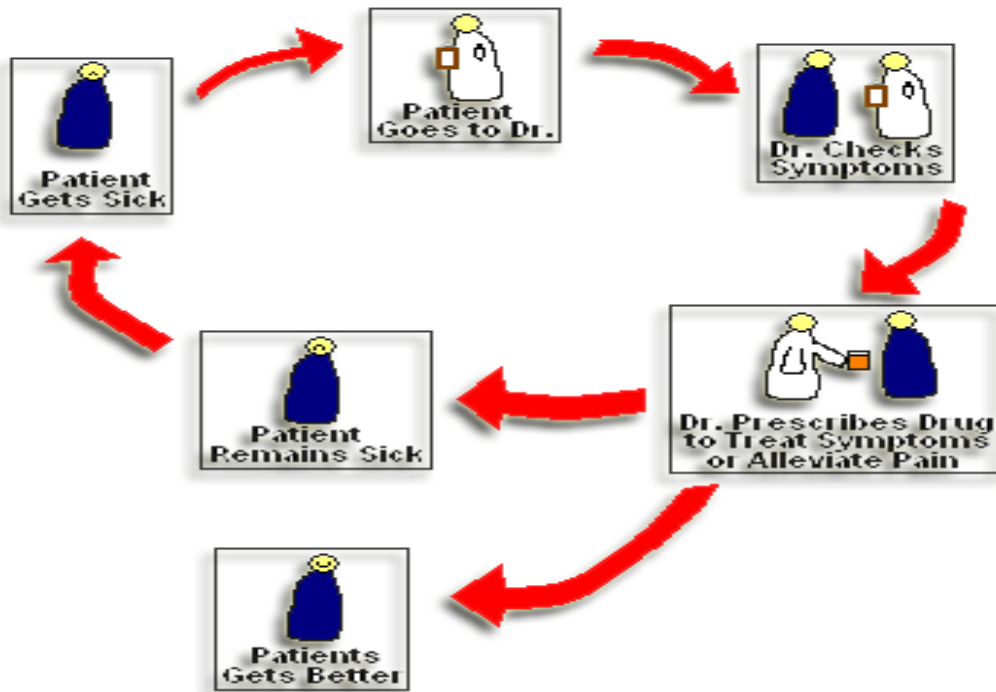 Patient
Gets Sick
Patient
Goes to Dr.
Dr. Checks
Symptoms
Dr. Prescribes Drug
to Treat Symptoms
or Alleviate Pain
Patient
Remains Sick
Patients
Gets Better